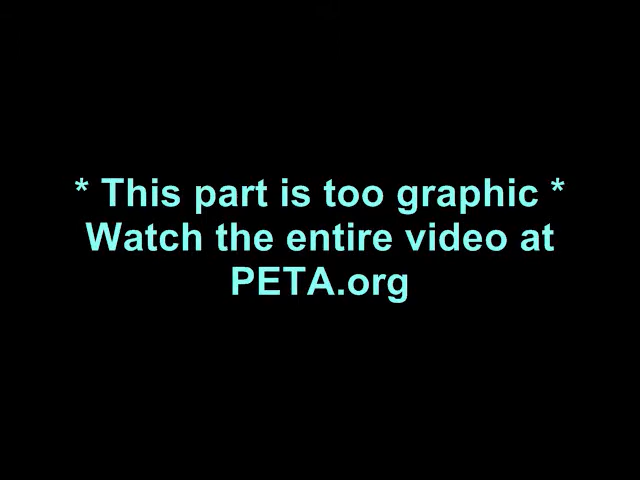 * This part is too graphic *
Watch the entire video at
PETA.org